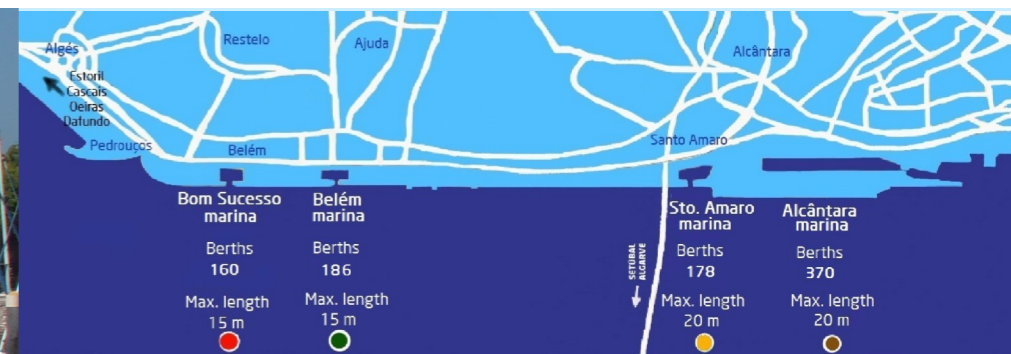 Algés
Restelo
Ajuda
Alcântara
Estoril
Cascais
Oeiras
Dafundo
Pedrouços
Belém
Santo Amaro
Bom Sucesso
marina
Berths
160
Max. length
15 m
Belém
marina
Berths
186
Max. length
15 m
SETÚBAL
ALGARVE
Sto. Amaro
marina
Berths
178
Max. length
20 m
Alcântara
marina
Berths
370
Max. length
20 m